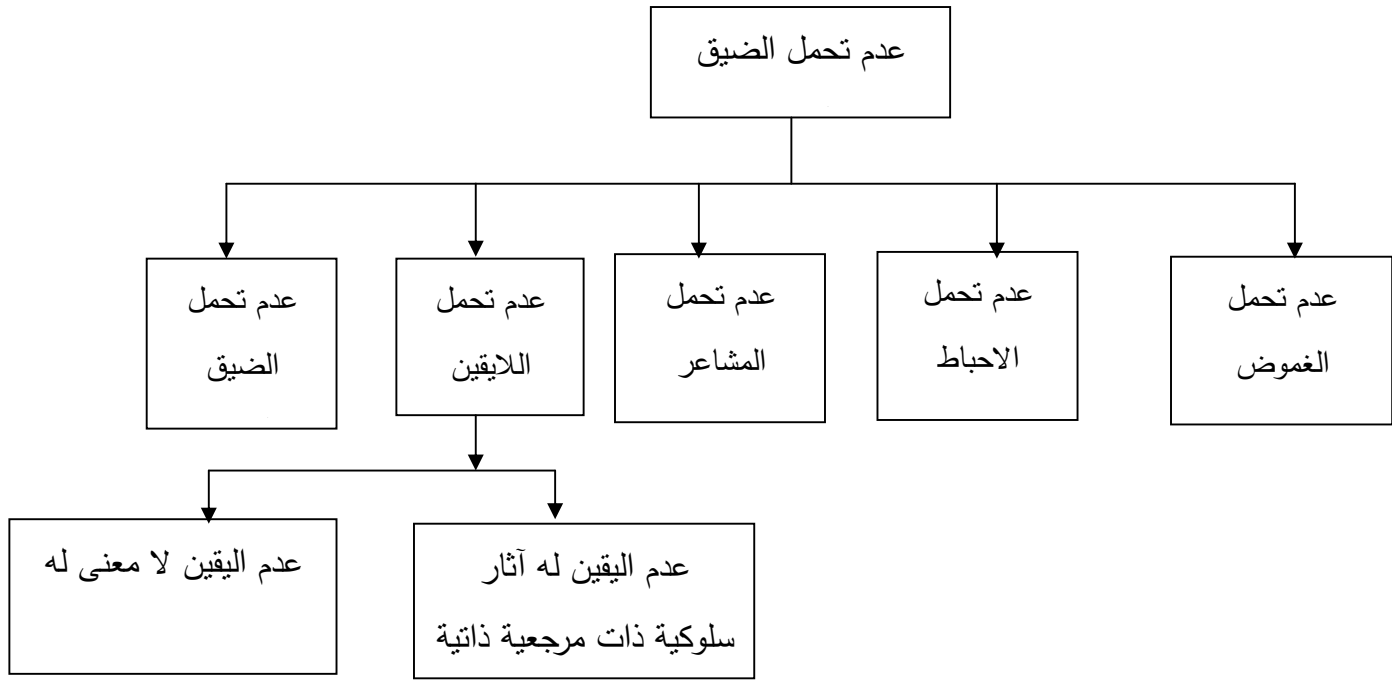 عدم تحمل الضيق
عدم تحمل
الغموض
عدم تحمل
الاحباط
عدم تحمل
المشاعر
عدم تحمل
اللايقين
عدم تحمل
الضيق
عدم اليقين له آثار
سلوكية ذات مرجعية ذاتية
عدم اليقين لا معنى له